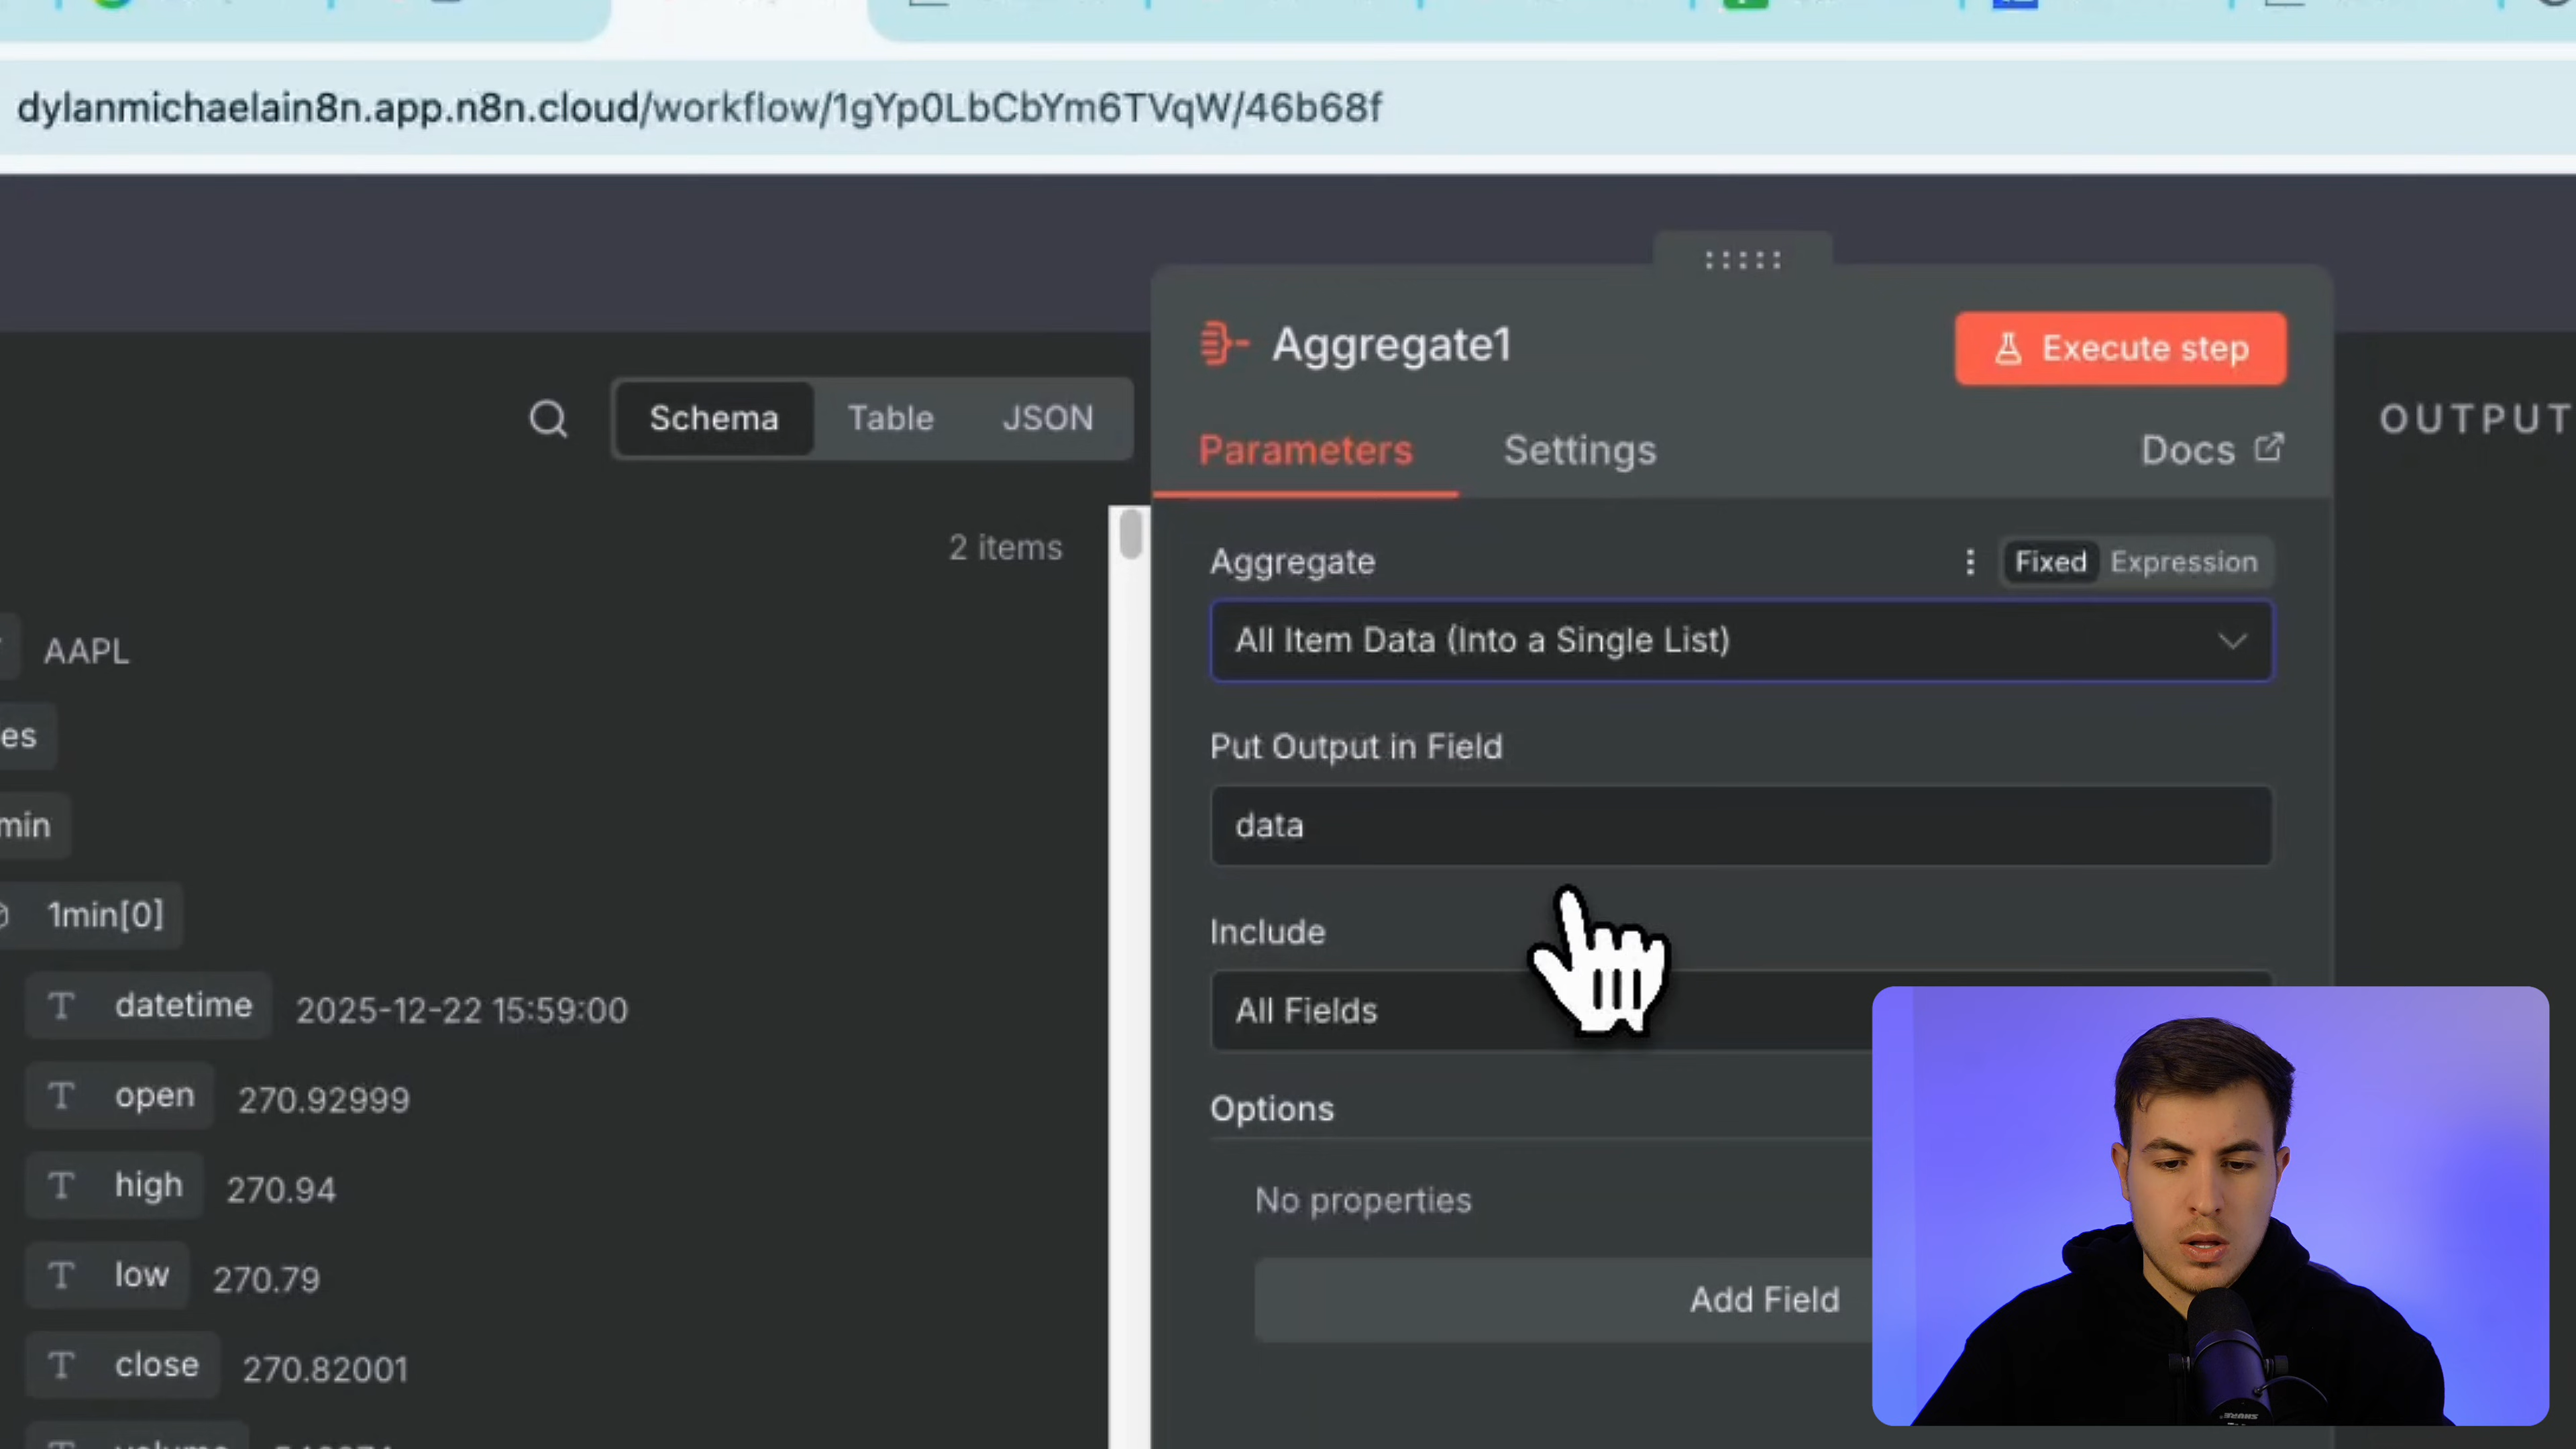 dylanmichaelain8n.app.n8n.cloud/workflow/1gYp0LbCbYm6TVqW/46b68f
Aggregate1
Execute step
OUTPUT
Schema
Table
JSON
Parameters
Settings
Docs
2 items
Aggregate
Fixed
Expression
All Item Data (Into a Single List)
AAPL
es
Put Output in Field
min
data
1min[0]
Include
T datetime 2025-12-22 15:59:00
All Fields
T open 270.92999
Options
T high 270.94
No properties
T low 270.79
Add Field
T close 270.82001